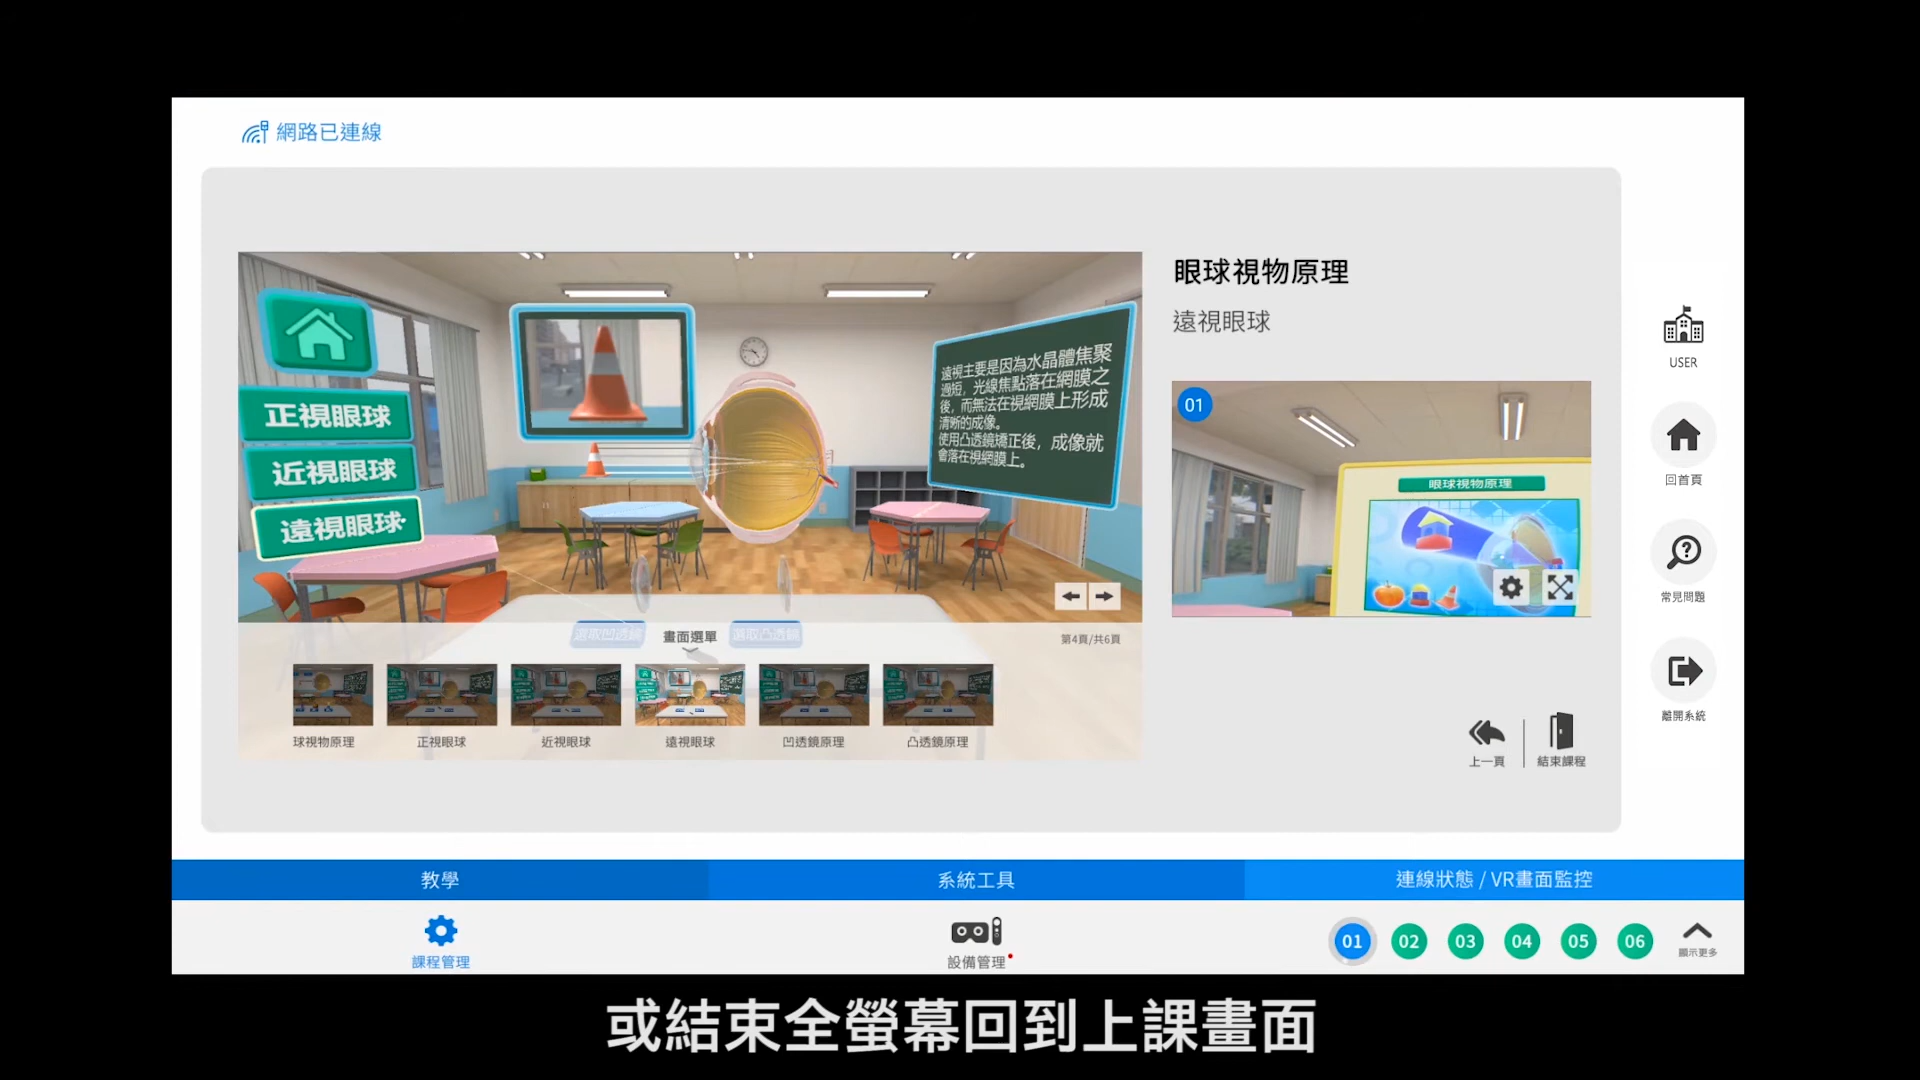 網路已連線
正視眼球
近視眼球
遠視眼球
遠視主要是因為水晶體焦聚
過短，光線焦點落在網膜之
後，而無法在視網膜上形成
清晰的成像。
使用凸透鏡矯正後，成像就
會落在視網膜上。
選取凹透鏡
畫面選單
選取凸透鏡
第4頁/共6頁
球視物原理
正視眼球
近視眼球
遠視眼球
凹透鏡原理
凸透鏡原理
眼球視物原理
遠視眼球
01
眼球視物原理
上一頁
結束課程
USER
回首頁
常見問題
離開系統
教學
系統工具
連線狀態 / VR畫面監控
課程管理
設備管理
01
02
03
04
05
06
顯示更多
或結束全螢幕回到上課畫面